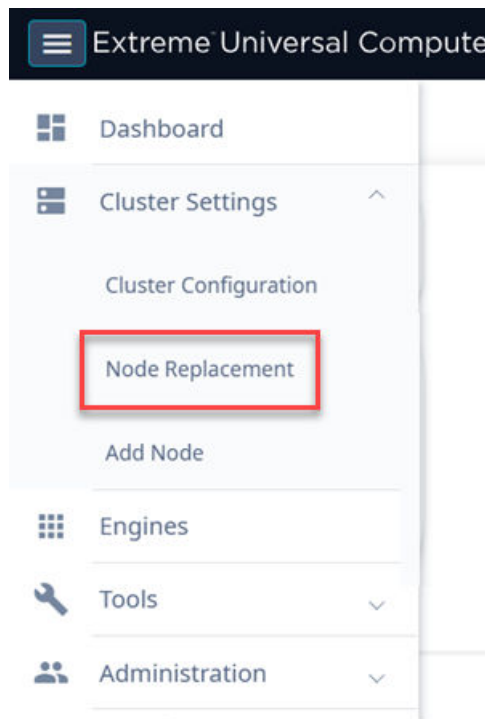 Extreme Universal Compute
Dashboard
Cluster Settings
Cluster Configuration
Node Replacement
Add Node
Engines
Tools
Administration